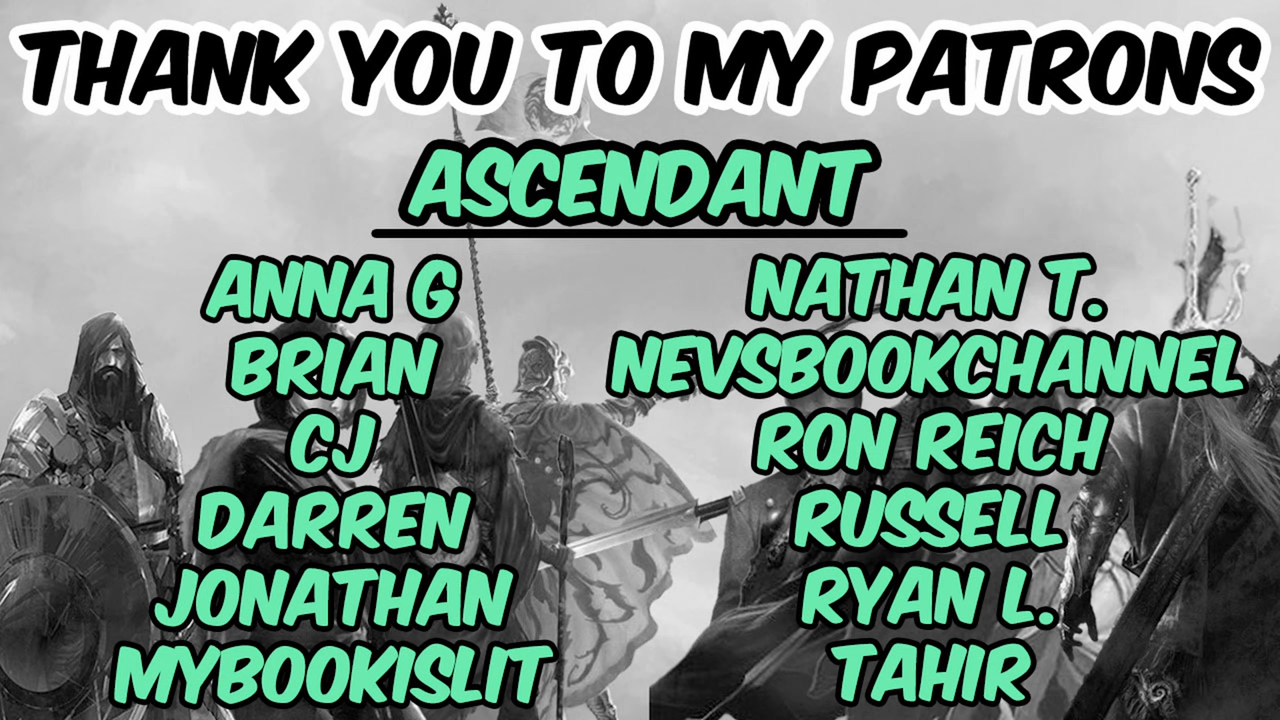 THANK YOU TO MY PATRONS
ASCENDANT
ANNA G
BRIAN
CJ
DARREN
JONATHAN
MYBOOKISLIT
NATHAN T.
NEVSBOOKCHANNEL
RON REICH
RUSSELL
RYAN L.
TAHIR